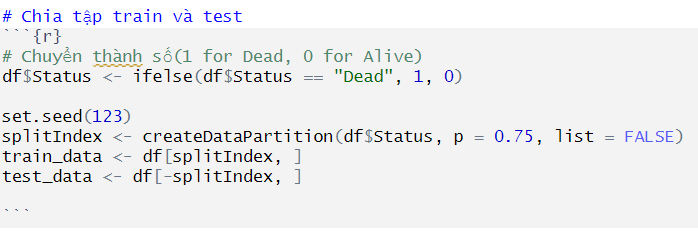 # Chia tập train và test
```{r}
# Chuyển thành số(1 for Dead, 0 for Alive)
df$Status <- ifelse(df$Status == "Dead", 1, 0)
set.seed(123)
splitIndex <- createDataPartition(df$Status, p = 0.75, list = FALSE)
train_data <- df[splitIndex, ]
test_data <- df[-splitIndex, ]
```